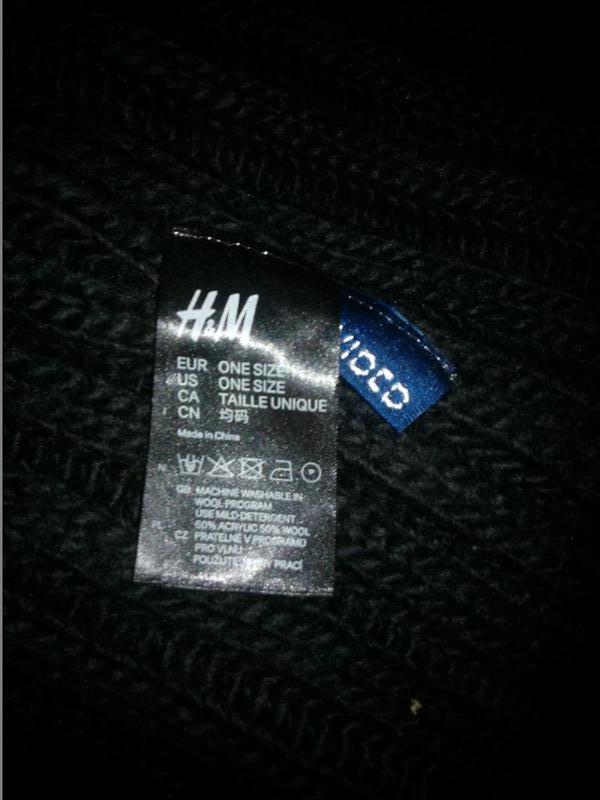 H&M
EUR ONE SIZE
US ONE SIZE
CA TAILLE UNIQUE
CN 均码
Made in China
GB MACHINE WASHABLE IN
WOOL PROGRAM
USE MILD DETERGENT
50% ACRYLIC 50% WOOL
CZ PRATELNÉ V PROGRAMU
PRO VLNU
PRACÍ